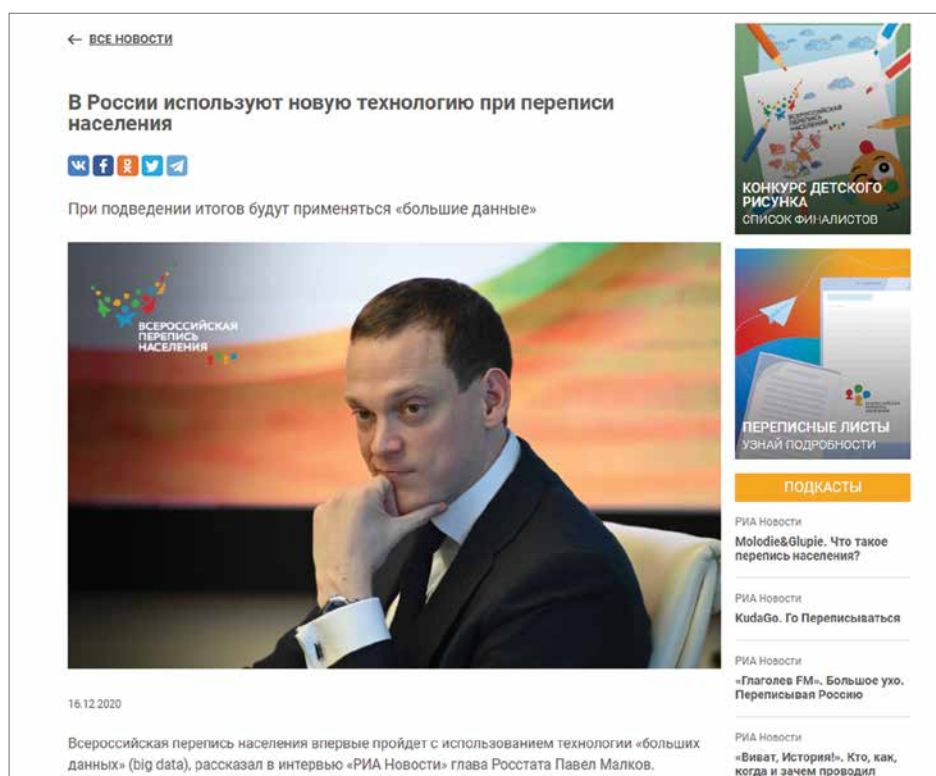 ← ВСЕ НОВОСТИ
В России используют новую технологию при переписи
населения
При подведении итогов будут применяться «большие данные»
ВСЕРОССИЙСКАЯ
ПЕРЕПИСЬ
НАСЕЛЕНИЯ
16.12.2020
Всероссийская перепись населения впервые пройдет с использованием технологии «больших
данных» (big data), рассказал в интервью «РИА Новости» глава Росстата Павел Малков.
ВСЕРОССИЙСКАЯ
ПЕРЕПИСЬ
НАСЕЛЕНИЯ
КОНКУРС ДЕТСКОГО
РИСУНКА
СПИСОК ФИНАЛИСТОВ
ПЕРЕПИСНЫЕ ЛИСТЫ
УЗНАЙ ПОДРОБНОСТИ
ПОДКАСТЫ
РИА Новости
Molodie&Glupie. Что такое
перепись населения?
РИА Новости
KudaGo. Го Переписываться
РИА Новости
«Глаголев FM». Большое ухо.
Переписывая Россию
РИА Новости
«Виват, История!». Кто, как,
когда и зачем проводил